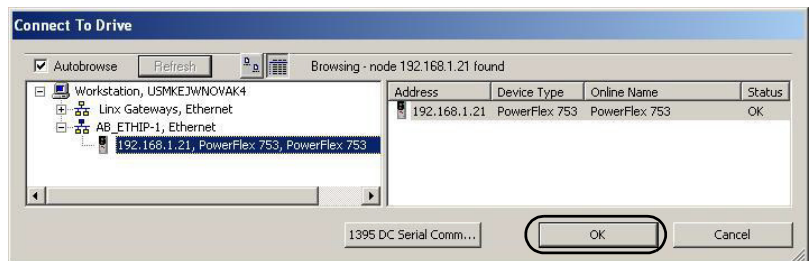 Connect To Drive
Autobrowse Refresh Browsing - node 192.168.1.21 found
Workstation, USMKEJWNOVAK4
Linx Gateways, Ethernet
AB_ETHIP-1, Ethernet
192.168.1.21, PowerFlex 753, PowerFlex 753
Address Device Type Online Name Status
192.168.1.21 PowerFlex 753 PowerFlex 753 OK
1395 DC Serial Comm... OK Cancel